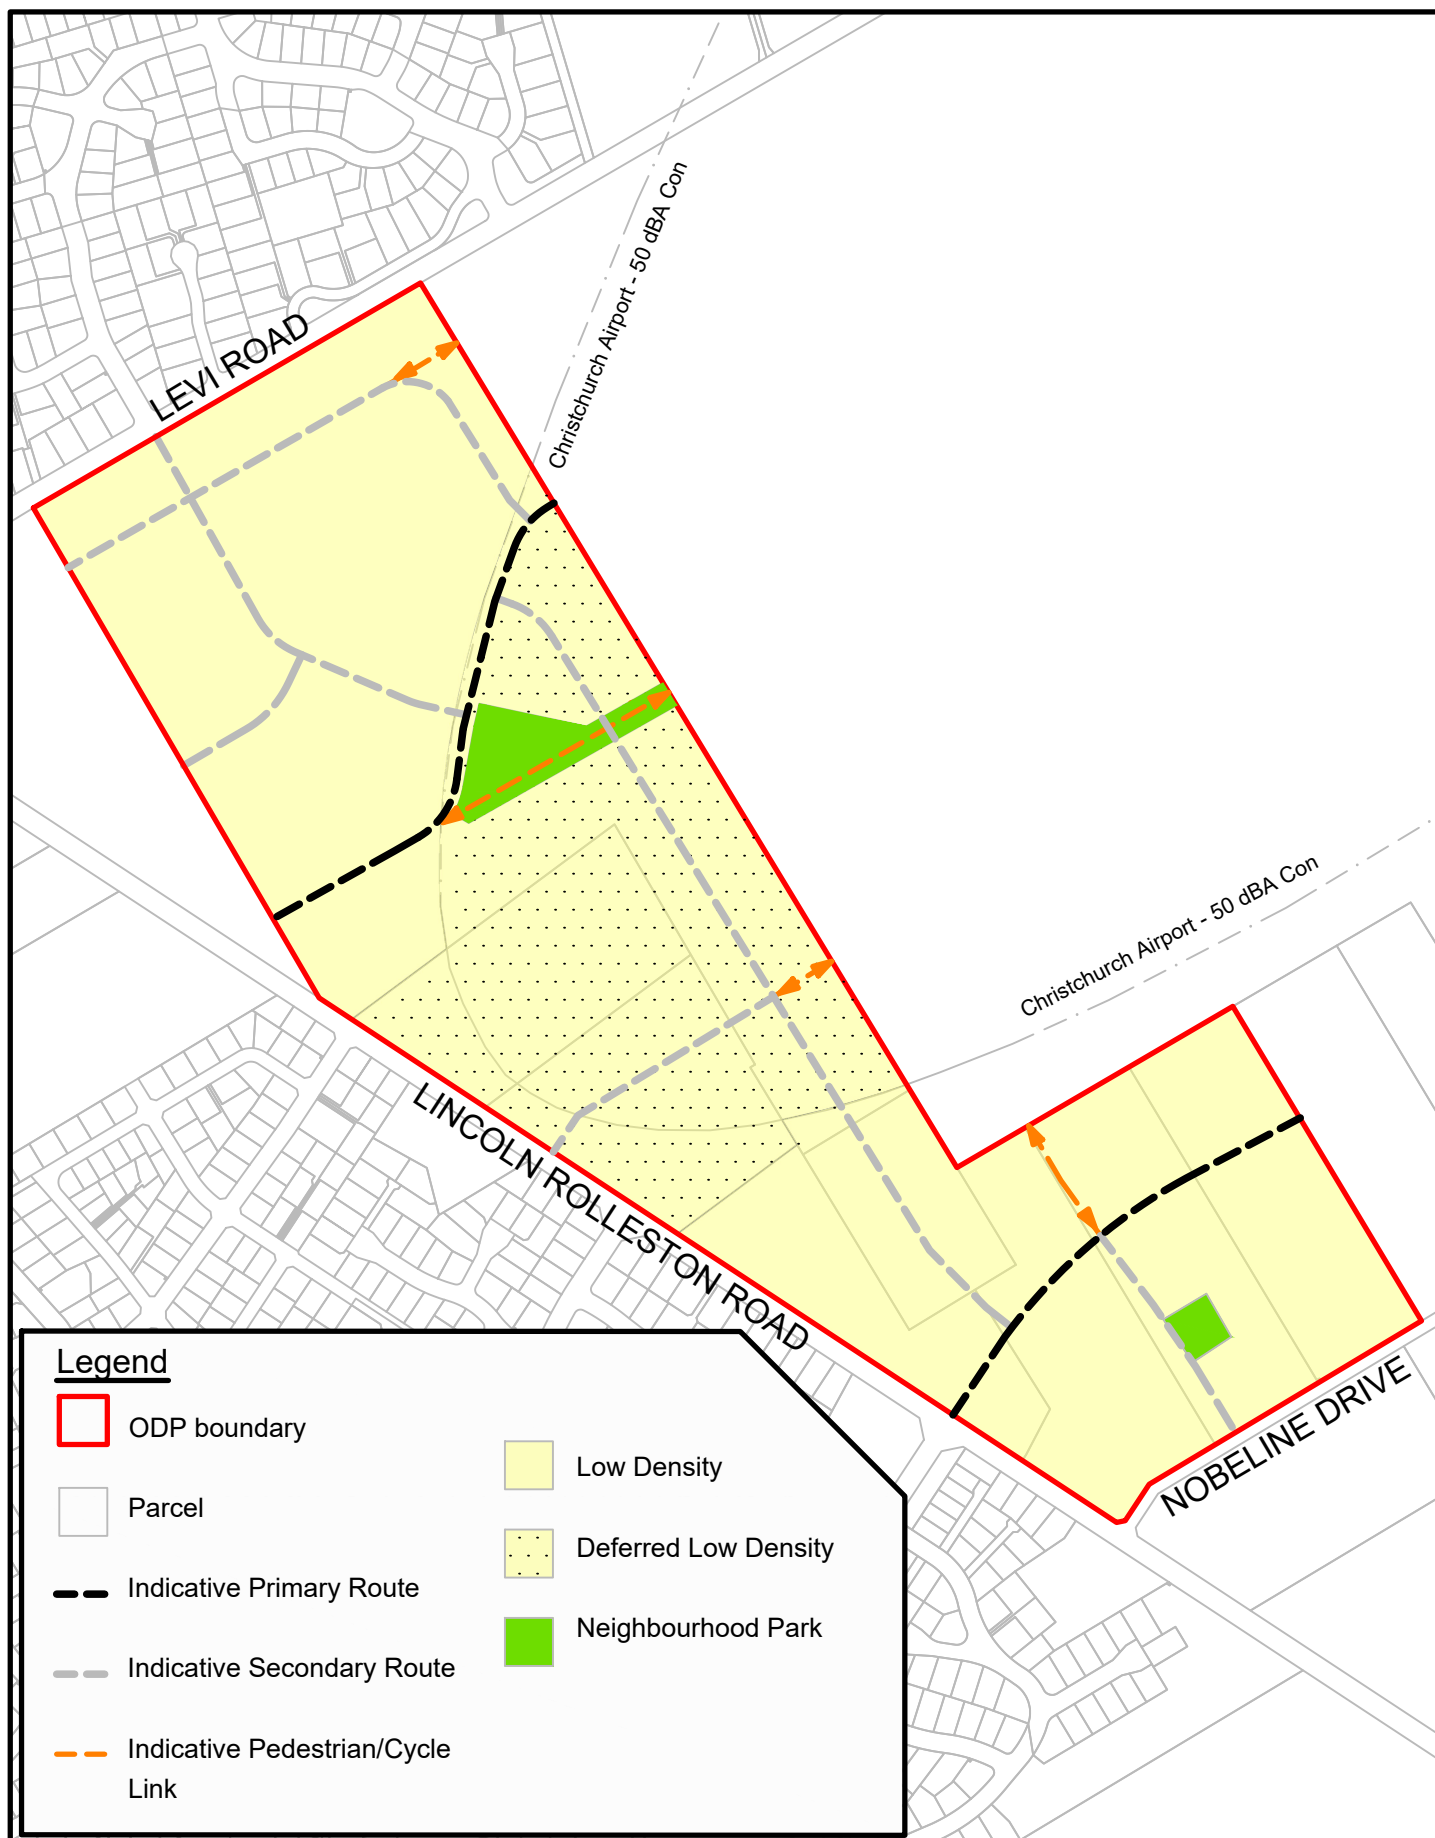 Christchurch Airport - 50 dBA Con
LEVI ROAD
Christchurch Airport - 50 dBA Con
LINCOLN ROLLESTON ROAD
NOBELINE DRIVE
Legend
ODP boundary
Parcel
Indicative Primary Route
Indicative Secondary Route
Indicative Pedestrian/Cycle
Link
Low Density
Deferred Low Density
Neighbourhood Park